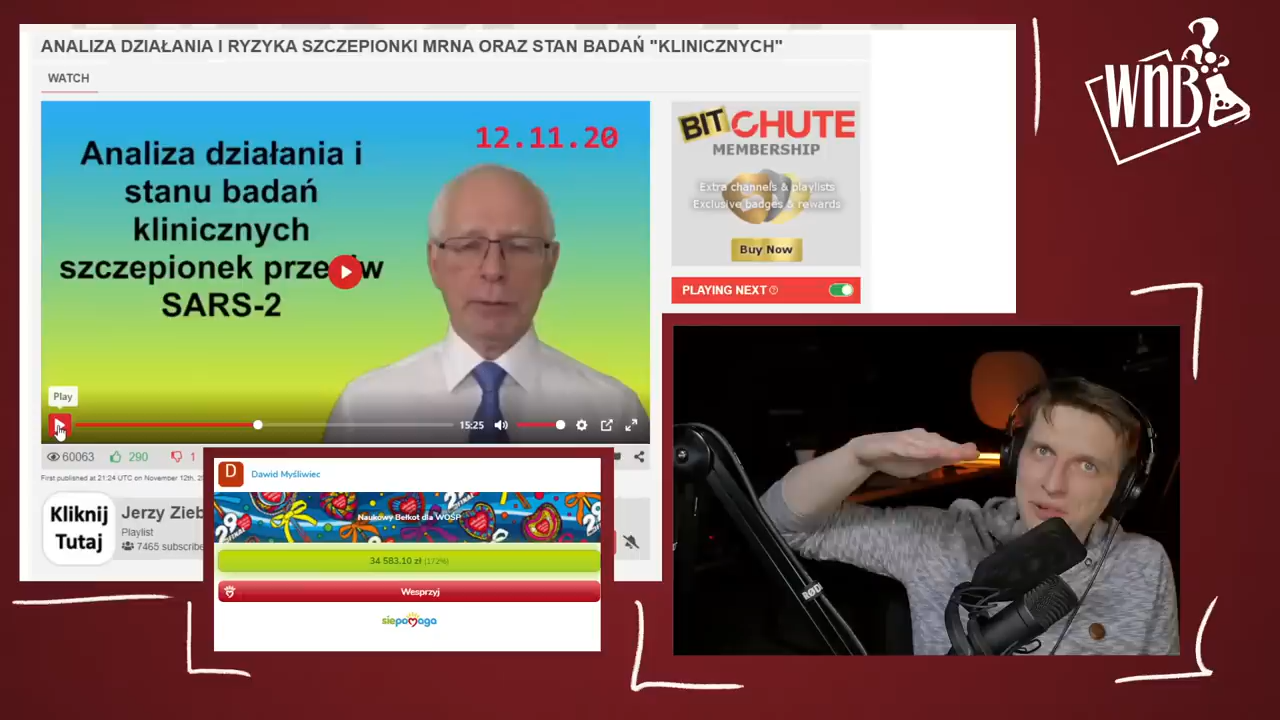 ANALIZA DZIAŁANIA I RYZYKA SZCZEPIONKI MRNA ORAZ STAN BADAŃ "KLINICZNYCH"
WATCH
12.11.20
Analiza działania i
stanu badań
klinicznych
szczepionek
SARS-2
Play
15:25
60063 290 1
First published at 21:24 UTC on November 12th,
Kliknij
Tutaj
Jerzy Zieb
Playlist
7465 subscribe
BITCHUTE
MEMBERSHIP
Extra channels & playlists
Exclusive badges & rewards
Buy Now
PLAYING NEXT
WNB
D
Dawid Myśliwiec
Naukowy Bełkot dla WOŚP
34 583,10 zł (172%)
Wesprzyj
siepomaga
RODE